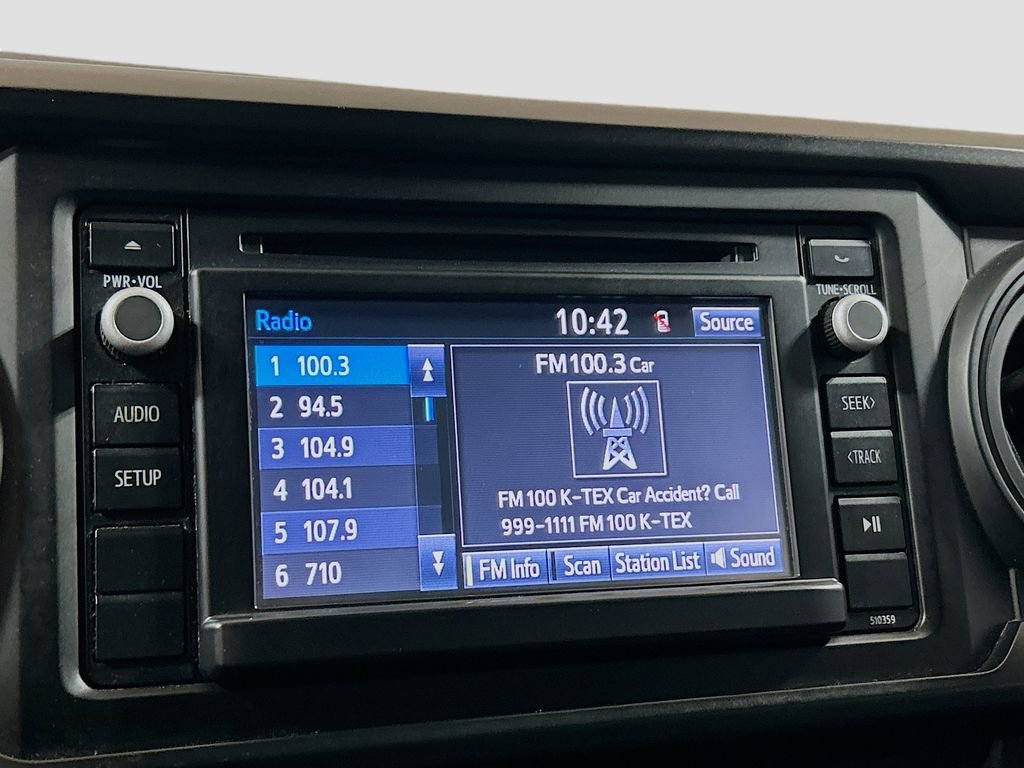 PWR•VOL
AUDIO
SETUP
Radio
10:42
Source
1 100.3
2 94.5
3 104.9
4 104.1
5 107.9
6 710
FM 100.3 Car
FM 100 K-TEX Car Accident? Call
999-1111 FM 100 K-TEX
FM Info
Scan
Station List
Sound
TUNE•SCROLL
SEEK>
<TRACK
510359